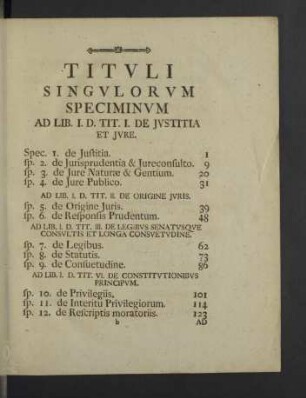 TITVLI
SINGVLORVM
SPECIMINVM
AD LIB. I. D. TIT. I. DE JVSTITIA
ET JVRE.
Spec. 1. de Justitia. 1
sp. 2. de Jurisprudentia & Jureconsulto. 9
sp. 3. de Jure Naturæ & Gentium. 20
sp. 4. de Jure Publico. 31
AD LIB. I. D. TIT. II. DE ORIGINE JVRIS.
sp. 5. de Origine Juris. 39
sp. 6. de Responsis Prudentum. 48
AD LIB. I. D. TIT. III. DE LEGIBVS SENATVSQVE
CONSVLTIS ET LONGA CONSVETVDINE.
sp. 7. de Legibus. 62
sp. 8. de Statutis. 73
sp. 9. de Consuetudine. 86
AD LIB. I. D. TIT. VI. DE CONSTITVTIONIBVS
PRINCIPVM.
sp. 10. de Privilegiis, 101
sp. 11. de Interitu Privilegiorum. 114
sp. 12. de Rescriptis moratoriis. 123
b AD